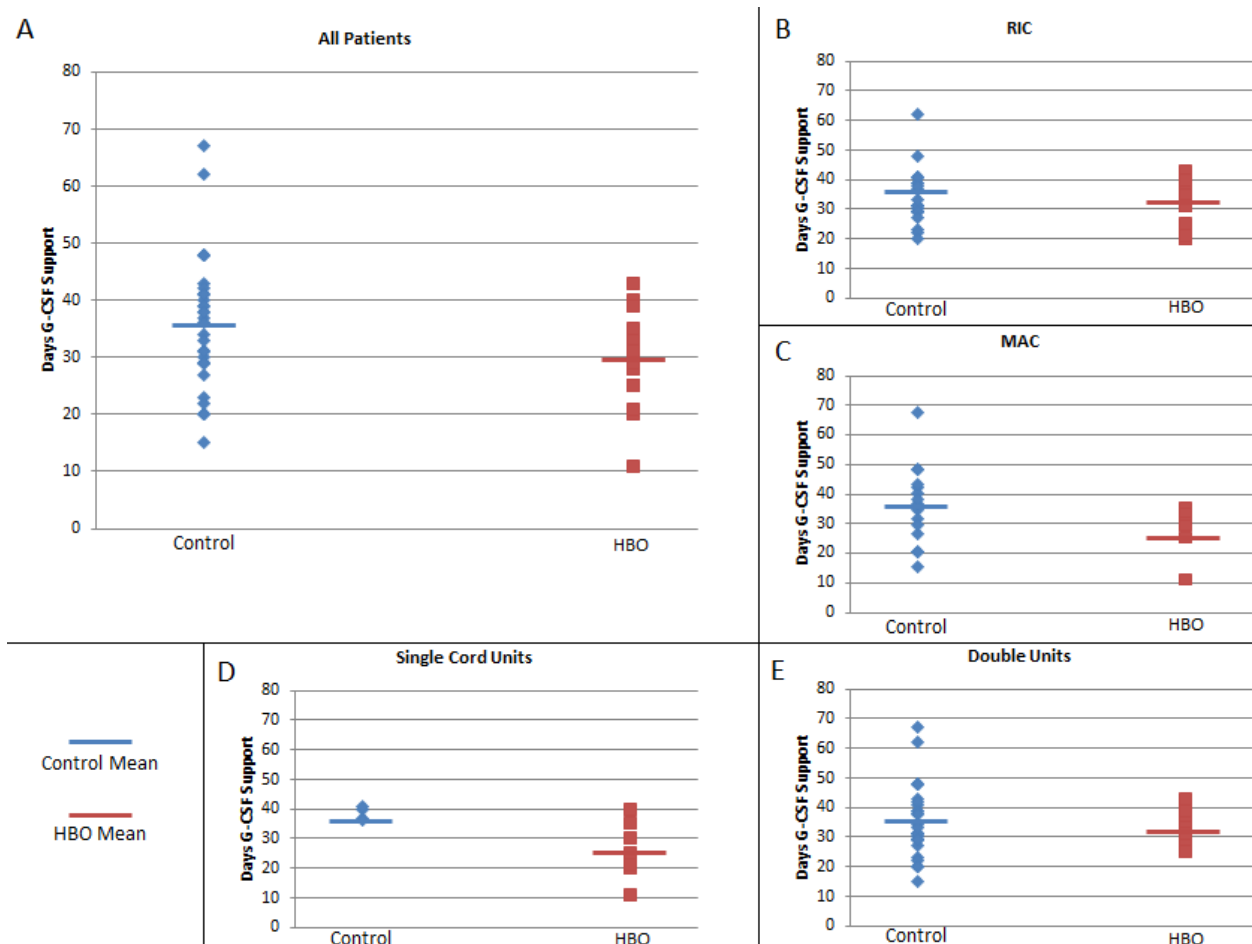 A
All Patients
Days G-CSF Support
80
70
60
50
40
30
20
10
0
Control
HBO
B
RIC
Days G-CSF Support
80
70
60
50
40
30
20
10
0
Control
HBO
C
MAC
Days G-CSF Support
80
70
60
50
40
30
20
10
0
Control
HBO
Control Mean
HBO Mean
D
Single Cord Units
Days G-CSF Support
80
70
60
50
40
30
20
10
0
Control
HBO
E
Double Units
Days G-CSF Support
80
70
60
50
40
30
20
10
0
Control
HBO